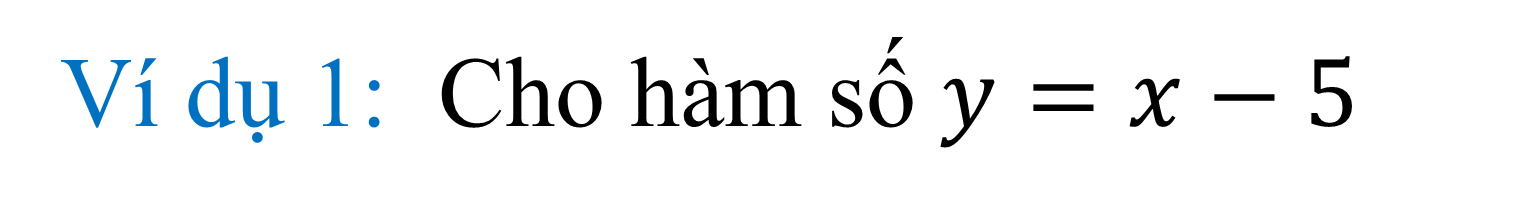 Ví dụ 1: Cho hàm số y = x − 5